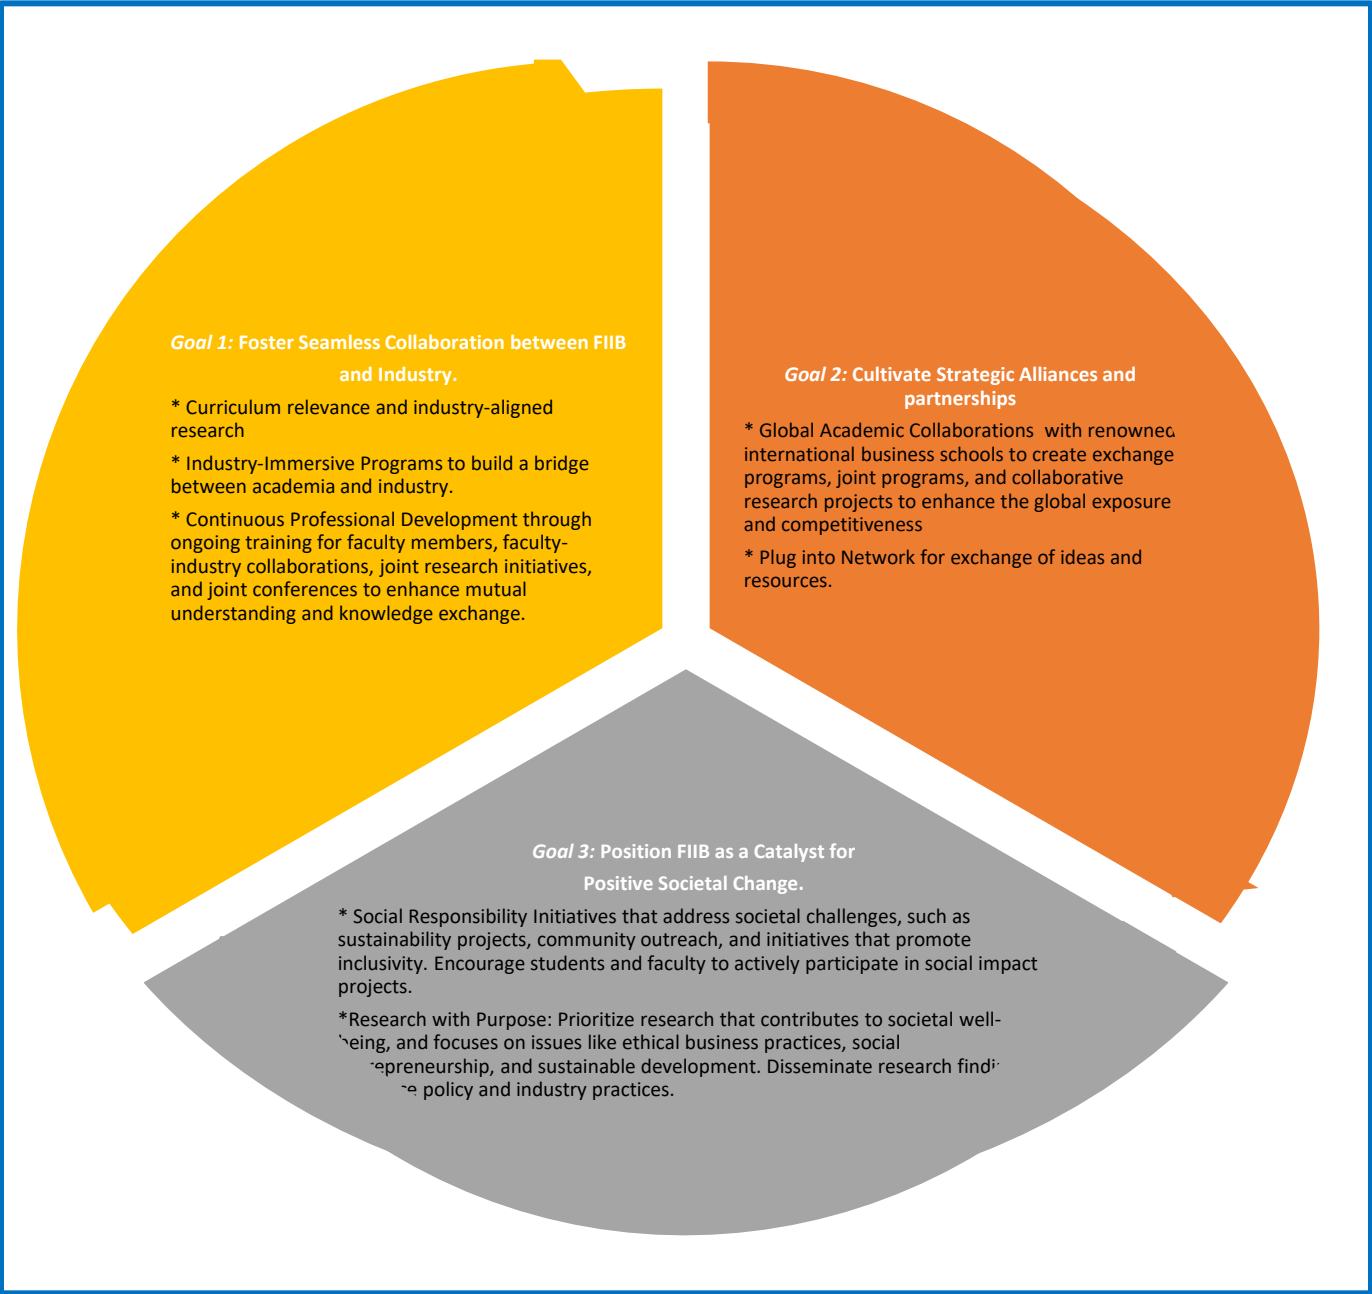 Goal 1: Foster Seamless Collaboration between FIIB
and Industry.
* Curriculum relevance and industry-aligned
research
* Industry-Immersive Programs to build a bridge
between academia and industry.
* Continuous Professional Development through
ongoing training for faculty members, faculty-
industry collaborations, joint research initiatives,
and joint conferences to enhance mutual
understanding and knowledge exchange.
Goal 2: Cultivate Strategic Alliances and
partnerships
* Global Academic Collaborations with renowned
international business schools to create exchange
programs, joint programs, and collaborative
research projects to enhance the global exposure
and competitiveness
* Plug into Network for exchange of ideas and
resources.
Goal 3: Position FIIB as a Catalyst for
Positive Societal Change.
* Social Responsibility Initiatives that address societal challenges, such as
sustainability projects, community outreach, and initiatives that promote
inclusivity. Encourage students and faculty to actively participate in social impact
projects.
*Research with Purpose: Prioritize research that contributes to societal well-
being, and focuses on issues like ethical business practices, social
and sustainable development. Disseminate research
policy and industry practices.